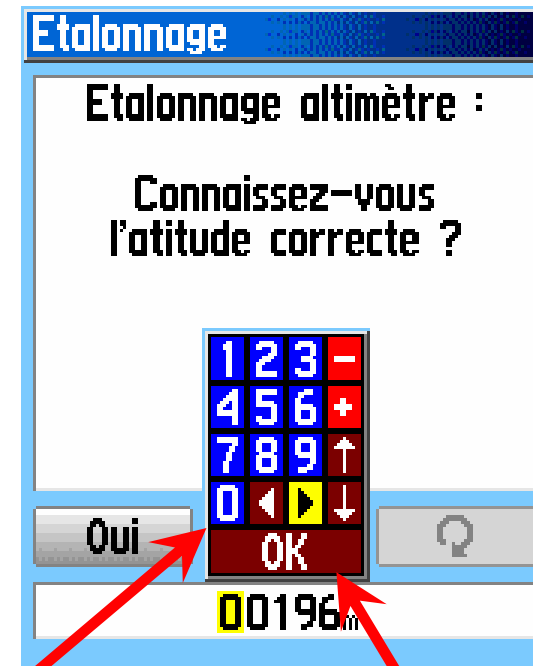 Etalonnage
Etalonnage altimètre :
Connaissez-vous
l'atitude correcte ?
1 2 3 -
4 5 6 +
7 8 9 ↑
0 ◀ ▶ ↓
Oui
OK
00196m